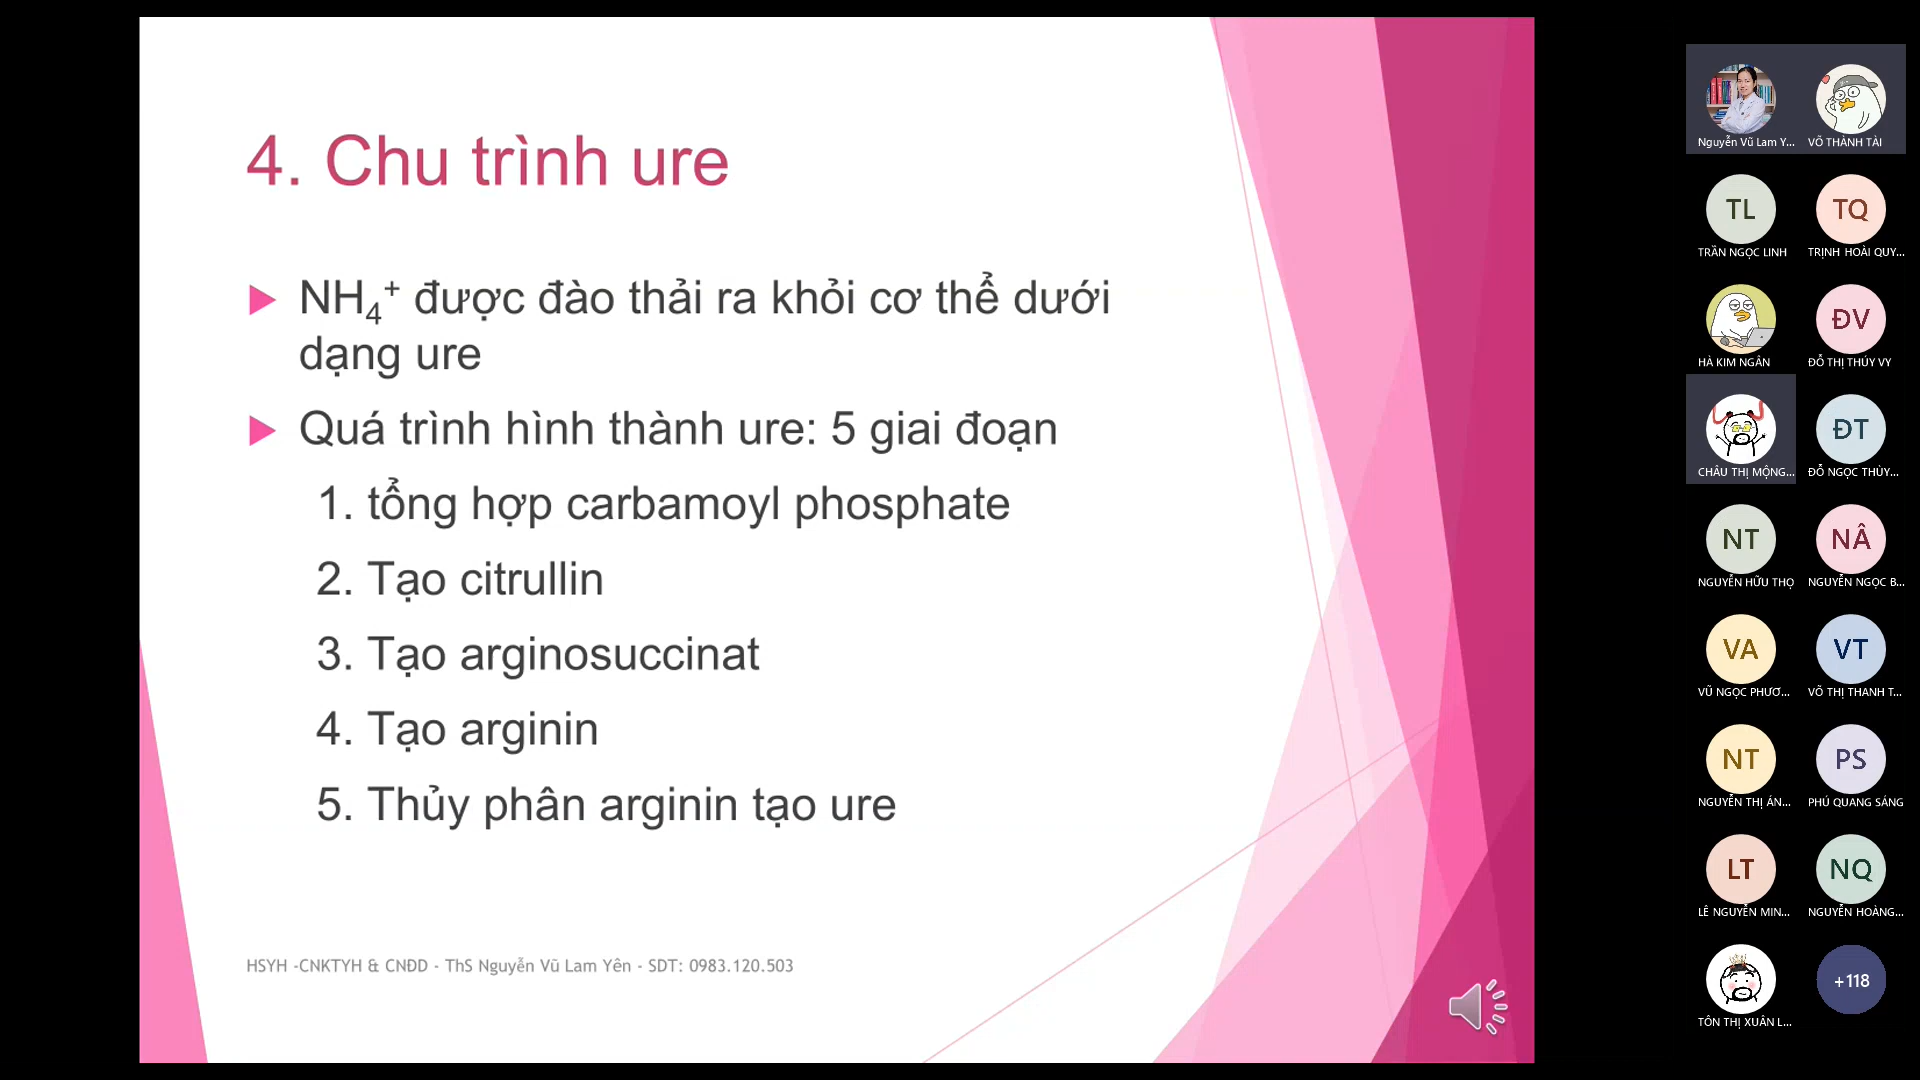 4. Chu trình ure
NH₄⁺ được đào thải ra khỏi cơ thể dưới
dạng ure
Quá trình hình thành ure: 5 giai đoạn
1. tổng hợp carbamoyl phosphate
2. Tạo citrullin
3. Tạo arginosuccinat
4. Tạo arginin
5. Thủy phân arginin tạo ure
HSYH -CNKTYH & CNĐD - ThS Nguyễn Vũ Lam Yên - SDT: 0983.120.503
Nguyễn Vũ Lam Y...
VÕ THÀNH TÀI
TL
TQ
TRẦN NGỌC LINH
TRỊNH HOÀI QUY...
ĐV
HÀ KIM NGÂN
ĐỖ THỊ THÚY VY
ĐT
CHÂU THỊ MỘNG...
ĐỖ NGỌC THÙY...
NT
NÂ
NGUYỄN HỮU THỌ
NGUYỄN NGỌC B...
VA
VT
VŨ NGỌC PHƯƠ...
VÕ THỊ THANH T...
NT
PS
NGUYỄN THỊ ÁN...
PHÚ QUANG SÁNG
LT
NQ
LÊ NGUYỄN MIN...
NGUYỄN HOÀNG...
+118
TÔN THỊ XUÂN L...